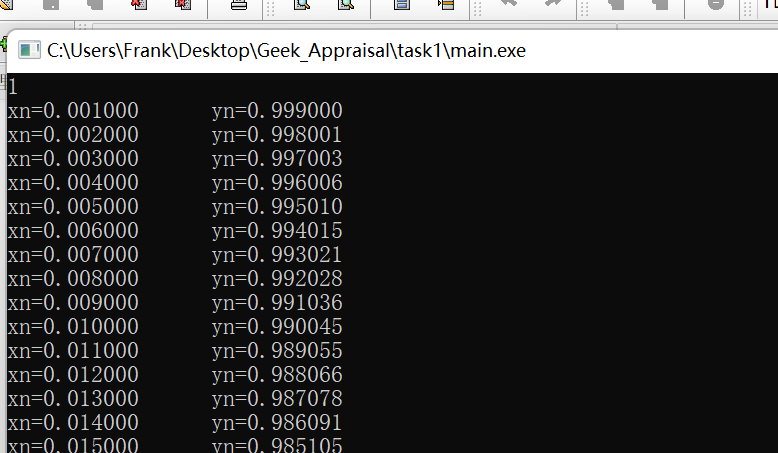 C:\Users\Frank\Desktop\Geek_Appraisal\task1\main.exe
1
xn=0.001000 yn=0.999000
xn=0.002000 yn=0.998001
xn=0.003000 yn=0.997003
xn=0.004000 yn=0.996006
xn=0.005000 yn=0.995010
xn=0.006000 yn=0.994015
xn=0.007000 yn=0.993021
xn=0.008000 yn=0.992028
xn=0.009000 yn=0.991036
xn=0.010000 yn=0.990045
xn=0.011000 yn=0.989055
xn=0.012000 yn=0.988066
xn=0.013000 yn=0.987078
xn=0.014000 yn=0.986091
xn=0.015000 yn=0.985105